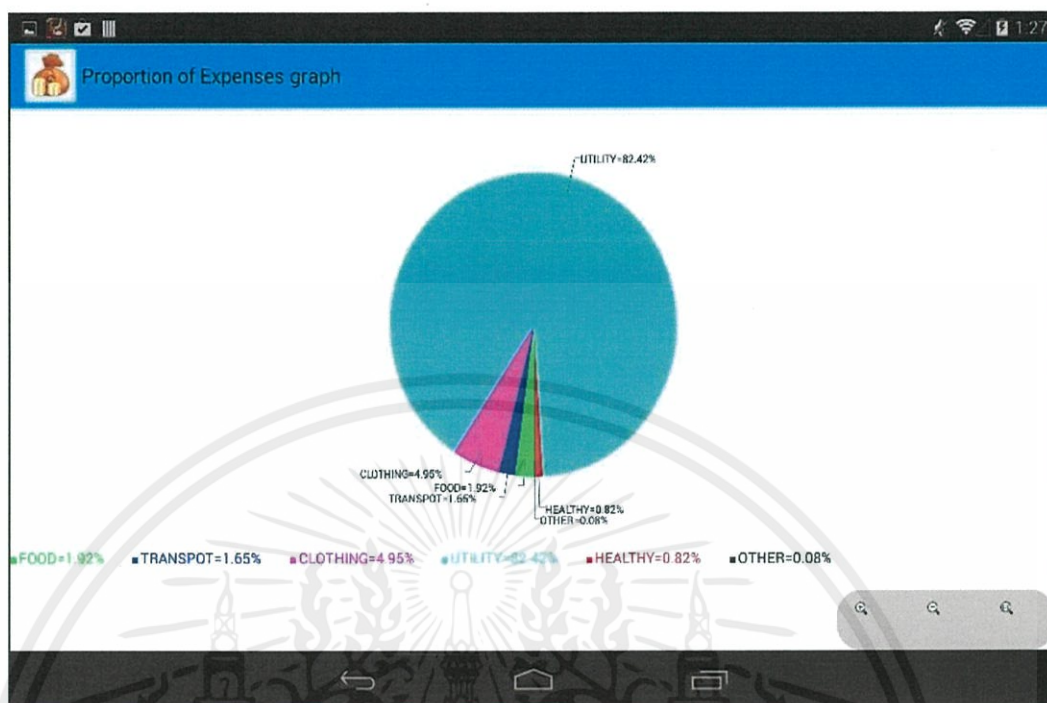 1:27
Proportion of Expenses graph
UTILITY=82.42%
CLOTHING=4.95%
FOOD=1.92%
TRANSPOT=1.65%
HEALTHY=0.82%
OTHER=0.08%
FOOD=1.92% TRANSPOT=1.65% CLOTHING=4.95% UTILITY=82.42% HEALTHY=0.82% OTHER=0.08%